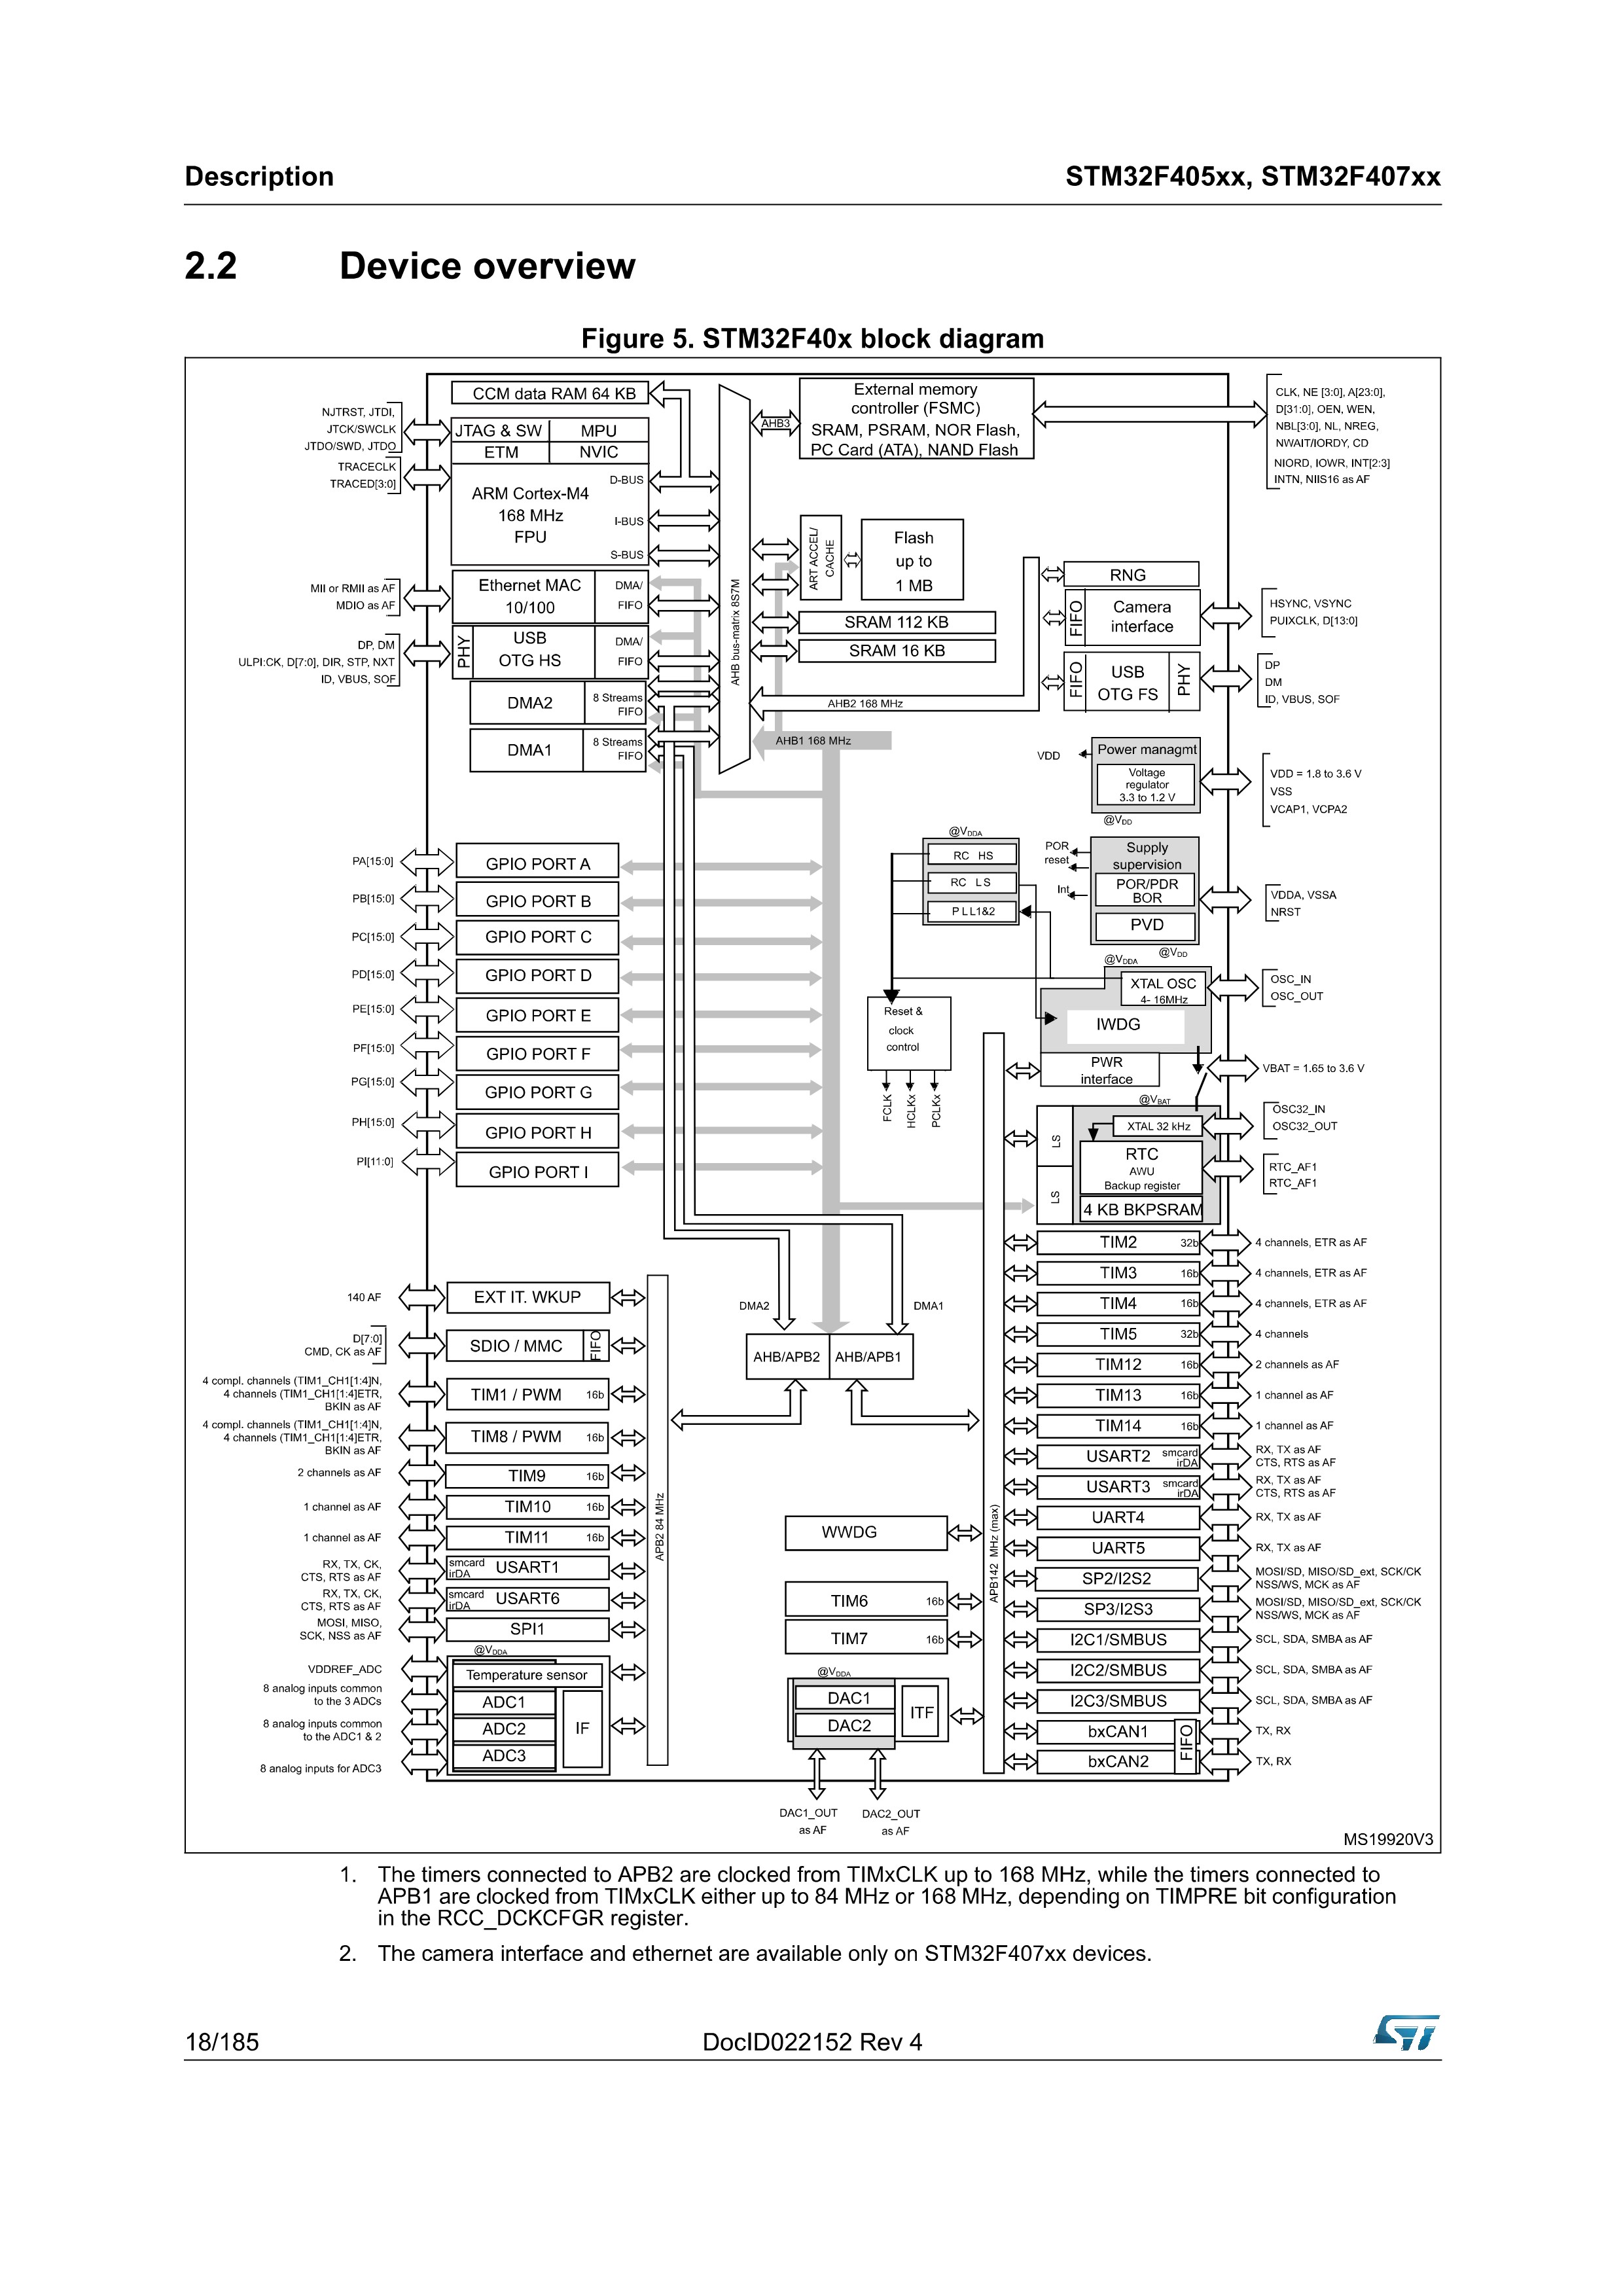 Description
STM32F405xx, STM32F407xx
2.2 Device overview
Figure 5. STM32F40x block diagram
CCM data RAM 64 KB
NJTRST, JTDI,
JTCK/SWCLK
JTDO/SWD, JTDO
TRACECLK
TRACED[3:0]
JTAG & SW
MPU
ETM
NVIC
ARM Cortex-M4
168 MHz
FPU
D-BUS
I-BUS
S-BUS
MII or RMII as AF
MDIO as AF
Ethernet MAC
10/100
DMA/
FIFO
DP, DM
ULPI:CK, D[7:0], DIR, STP, NXT
ID, VBUS, SOF
PHY
USB
OTG HS
DMA/
FIFO
DMA2
8 Streams
FIFO
DMA1
8 Streams
FIFO
AHB bus-matrix 8S7M
AHB3
External memory
controller (FSMC)
SRAM, PSRAM, NOR Flash,
PC Card (ATA), NAND Flash
CLK, NE [3:0], A[23:0],
D[31:0], OEN, WEN,
NBL[3:0], NL, NREG,
NWAIT/IORDY, CD
NIORD, IOWR, INT[2:3]
INTN, NIIS16 as AF
ART ACCEL/
CACHE
Flash
up to
1 MB
SRAM 112 KB
SRAM 16 KB
AHB2 168 MHz
AHB1 168 MHz
RNG
FIFO
Camera
interface
HSYNC, VSYNC
PUIXCLK, D[13:0]
FIFO
USB
OTG FS
PHY
DP
DM
ID, VBUS, SOF
VDD
Power managmt
Voltage
regulator
3.3 to 1.2 V
@VDD
VDD = 1.8 to 3.6 V
VSS
VCAP1, VCPA2
@VDDA
RC HS
RC LS
PLL1&2
POR
reset
Int
Supply
supervision
POR/PDR
BOR
PVD
@VDD
VDDA, VSSA
NRST
@VDDA
XTAL OSC
4- 16MHz
IWDG
OSC_IN
OSC_OUT
Reset &
clock
control
FCLK
HCLKx
PCLKx
PWR
interface
VBAT = 1.65 to 3.6 V
@VBAT
LS
LS
XTAL 32 kHz
RTC
AWU
Backup register
4 KB BKPSRAM
OSC32_IN
OSC32_OUT
RTC_AF1
RTC_AF1
PA[15:0]
GPIO PORT A
PB[15:0]
GPIO PORT B
PC[15:0]
GPIO PORT C
PD[15:0]
GPIO PORT D
PE[15:0]
GPIO PORT E
PF[15:0]
GPIO PORT F
PG[15:0]
GPIO PORT G
PH[15:0]
GPIO PORT H
PI[11:0]
GPIO PORT I
DMA2
DMA1
AHB/APB2
AHB/APB1
140 AF
EXT IT. WKUP
D[7:0]
CMD, CK as AF
SDIO / MMC
FIFO
4 compl. channels (TIM1_CH1[1:4]N,
4 channels (TIM1_CH1[1:4]ETR,
BKIN as AF
TIM1 / PWM 16b
4 compl. channels (TIM1_CH1[1:4]N,
4 channels (TIM1_CH1[1:4]ETR,
BKIN as AF
TIM8 / PWM 16b
2 channels as AF
TIM9 16b
1 channel as AF
TIM10 16b
1 channel as AF
TIM11 16b
RX, TX, CK,
CTS, RTS as AF
smcard
irDA
USART1
RX, TX, CK,
CTS, RTS as AF
smcard
irDA
USART6
MOSI, MISO,
SCK, NSS as AF
SPI1
@VDDA
VDDREF_ADC
Temperature sensor
8 analog inputs common
to the 3 ADCs
ADC1
8 analog inputs common
to the ADC1 & 2
ADC2
IF
8 analog inputs for ADC3
ADC3
APB2 84 MHz
WWDG
TIM6 16b
TIM7 16b
@VDDA
DAC1
DAC2
ITF
DAC1_OUT
as AF
DAC2_OUT
as AF
APB142 MHz (max)
TIM2 32b
4 channels, ETR as AF
TIM3 16b
4 channels, ETR as AF
TIM4 16b
4 channels, ETR as AF
TIM5 32b
4 channels
TIM12 16b
2 channels as AF
TIM13 16b
1 channel as AF
TIM14 16b
1 channel as AF
USART2
smcard
irDA
RX, TX as AF
CTS, RTS as AF
USART3
smcard
irDA
RX, TX as AF
CTS, RTS as AF
UART4
RX, TX as AF
UART5
RX, TX as AF
SP2/I2S2
MOSI/SD, MISO/SD_ext, SCK/CK
NSS/WS, MCK as AF
SP3/I2S3
MOSI/SD, MISO/SD_ext, SCK/CK
NSS/WS, MCK as AF
I2C1/SMBUS
SCL, SDA, SMBA as AF
I2C2/SMBUS
SCL, SDA, SMBA as AF
I2C3/SMBUS
SCL, SDA, SMBA as AF
bxCAN1
TX, RX
bxCAN2
FIFO
TX, RX
MS19920V3
1. The timers connected to APB2 are clocked from TIMxCLK up to 168 MHz, while the timers connected to
APB1 are clocked from TIMxCLK either up to 84 MHz or 168 MHz, depending on TIMPRE bit configuration
in the RCC_DCKCFGR register.
2. The camera interface and ethernet are available only on STM32F407xx devices.
18/185
DocID022152 Rev 4
ST